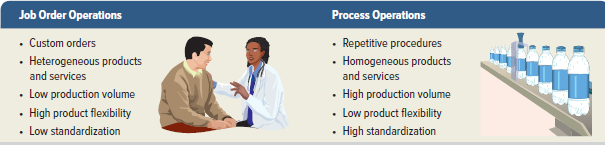 Job Order Operations
• Custom orders
• Heterogeneous products
and services
• Low production volume
• High product flexibility
• Low standardization
Process Operations
• Repetitive procedures
• Homogeneous products
and services
• High production volume
• Low product flexibility
• High standardization